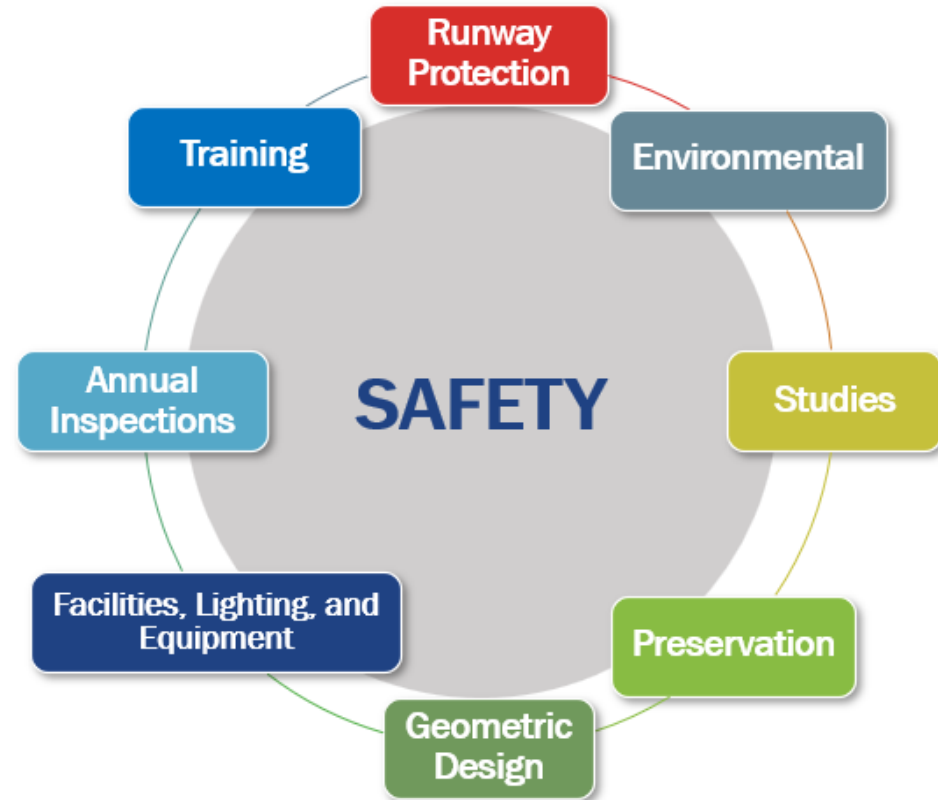 Runway
Protection
Training
Environmental
Annual
Inspections
SAFETY
Studies
Facilities, Lighting, and
Equipment
Preservation
Geometric
Design